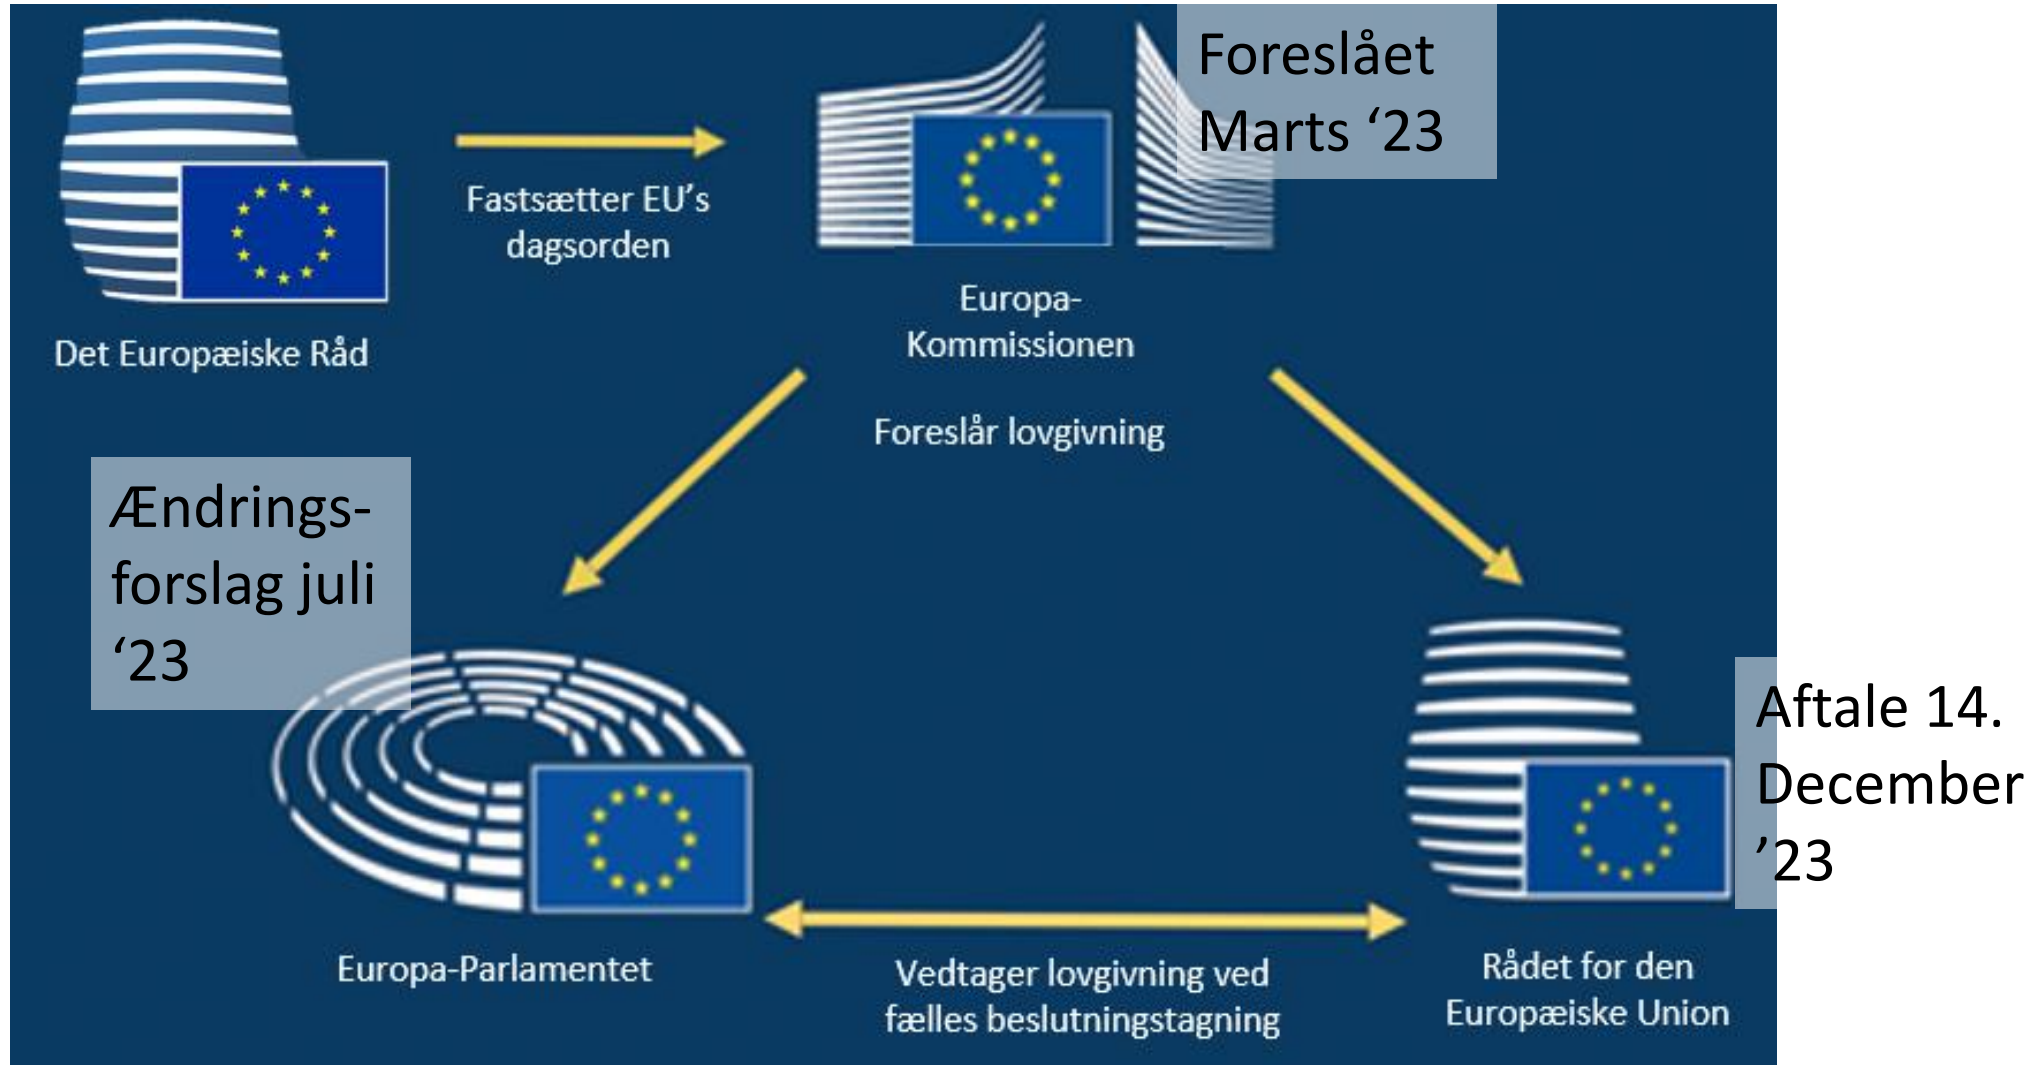 Foreslået
Marts ‘23
Fastsætter EU’s
dagsorden
Europa-
Kommissionen
Det Europæiske Råd
Foreslår lovgivning
Ændrings-
forslag juli
‘23
Aftale 14.
December
’23
Europa-Parlamentet
Vedtager lovgivning ved
fælles beslutningstagning
Rådet for den
Europæiske Union